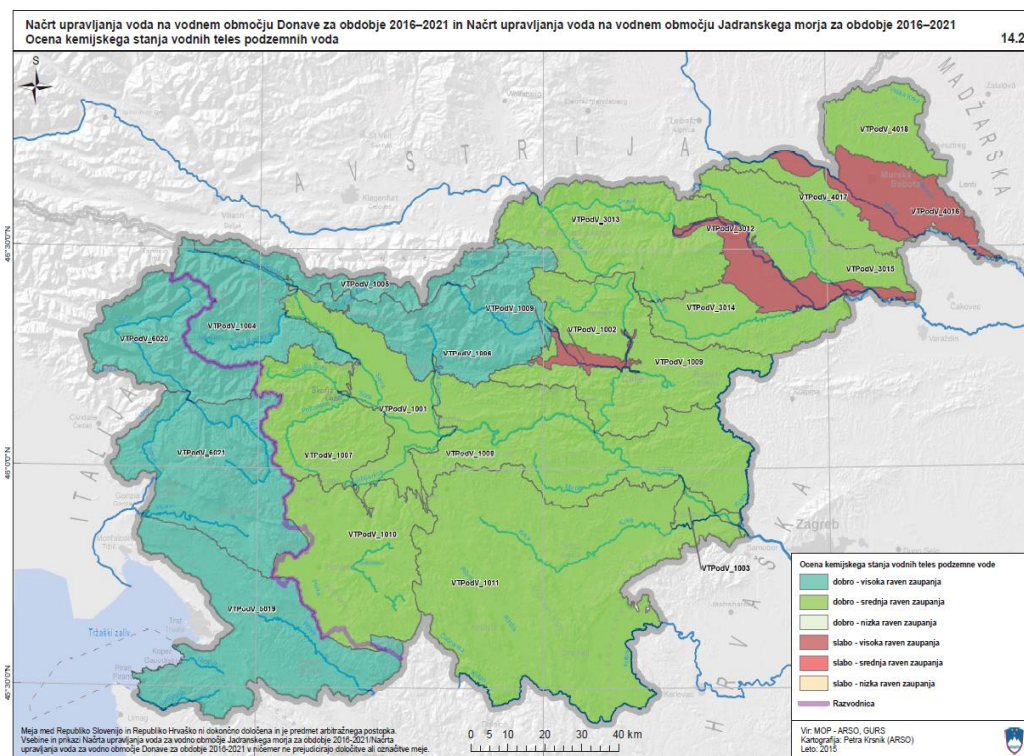 Načrt upravljanja voda na vodnem območju Donave za obdobje 2016–2021 in Načrt upravljanja voda na vodnem območju Jadranskega morja za obdobje 2016–2021
Ocena kemijskega stanja vodnih teles podzemnih voda
14.2
S
MADŽARSKA
AVSTRIJA
VTPodV_4018
Murska Sobota
VTPodV_4017
VTPodV_4016
VTPodV_3013
VTPodV_3012
46°30'0"N
VTPodV_3015
VTPodV_1005
Čakovec
VTPodV_1009
VTPodV_3014
Varaždin
VTPodV_1004
VTPodV_1002
VTPodV_6020
VTPodV_1006
VTPodV_1009
ITALIJA
VTPodV_1001
VTPodV_6021
VTPodV_1007
VTPodV_1008
46°0'0"N
Zagreb
VTPodV_1010
Samobor
VTPodV_1003
VTPodV_1011
HRVAŠKA
VTPodV_5019
Tržaški zaliv
Trst
Koper
Piran
Karlovac
45°30'0"N
Ocena kemijskega stanja vodnih teles podzemne vode
dobro - visoka raven zaupanja
dobro - srednja raven zaupanja
dobro - nizka raven zaupanja
slabo - visoka raven zaupanja
slabo - srednja raven zaupanja
slabo - nizka raven zaupanja
Razvodnica
Meja med Republiko Slovenijo in Republiko Hrvaško ni dokončno določena in je predmet arbitražnega postopka.
Vsebine in prikazi Načrta upravljanja voda za vodno območje Jadranskega morja za obdobje 2016-2021/Načrta
upravljanja voda za vodno območje Donave za obdobje 2016-2021 v ničemer ne prejudicirajo določitve ali označitve meje.
0 5 10 20 30 40 km
Vir: MOP - ARSO, GURS
Kartografija: Petra Krsnik (ARSO)
Leto: 2015